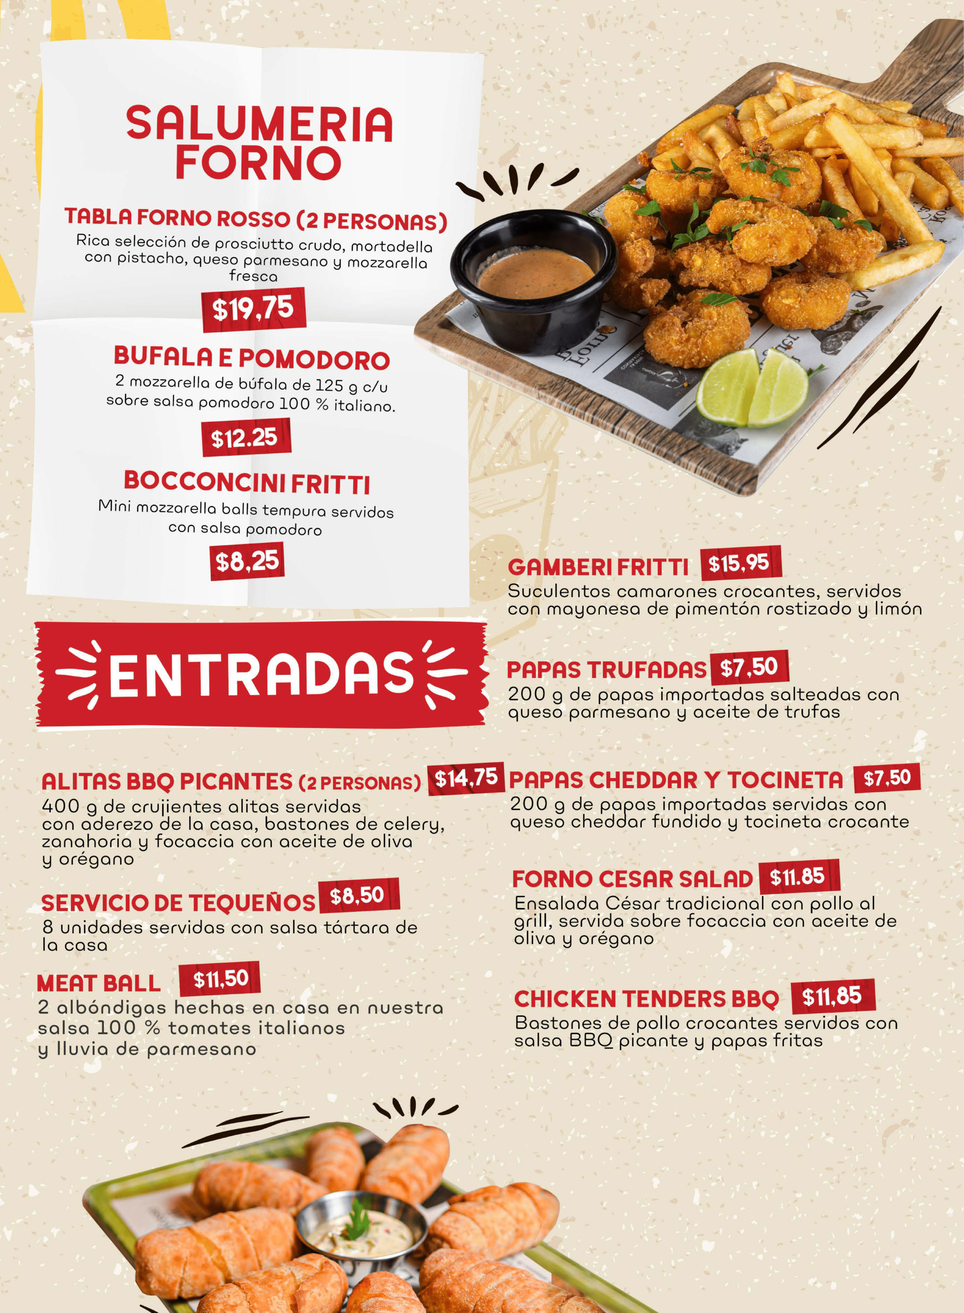 SALUMERIA
FORNO
TABLA FORNO ROSSO (2 PERSONAS)
Rica selección de prosciutto crudo, mortadella
con pistacho, queso parmesano y mozzarella
fresca
$19,75
BUFALA E POMODORO
2 mozzarella de búfala de 125 g c/u
sobre salsa pomodoro 100 % italiano.
$12.25
BOCCONCINI FRITTI
Mini mozzarella balls tempura servidos
con salsa pomodoro
$8,25
ENTRADAS
ALITAS BBQ PICANTES (2 PERSONAS) $14,75
400 g de crujientes alitas servidas
con aderezo de la casa, bastones de celery,
zanahoria y focaccia con aceite de oliva
y orégano
SERVICIO DE TEQUEÑOS $8,50
8 unidades servidas con salsa tártara de
la casa
MEAT BALL $11,50
2 albóndigas hechas en casa en nuestra
salsa 100 % tomates italianos
y lluvia de parmesano
GAMBERI FRITTI $15,95
Suculentos camarones crocantes, servidos
con mayonesa de pimentón rostizado y limón
PAPAS TRUFADAS $7,50
200 g de papas importadas salteadas con
queso parmesano y aceite de trufas
PAPAS CHEDDAR Y TOCINETA $7,50
200 g de papas importadas servidas con
queso cheddar fundido y tocineta crocante
FORNO CESAR SALAD $11.85
Ensalada César tradicional con pollo al
grill, servida sobre focaccia con aceite de
oliva y orégano
CHICKEN TENDERS BBQ $11,85
Bastones de pollo crocantes servidos con
salsa BBQ picante y papas fritas